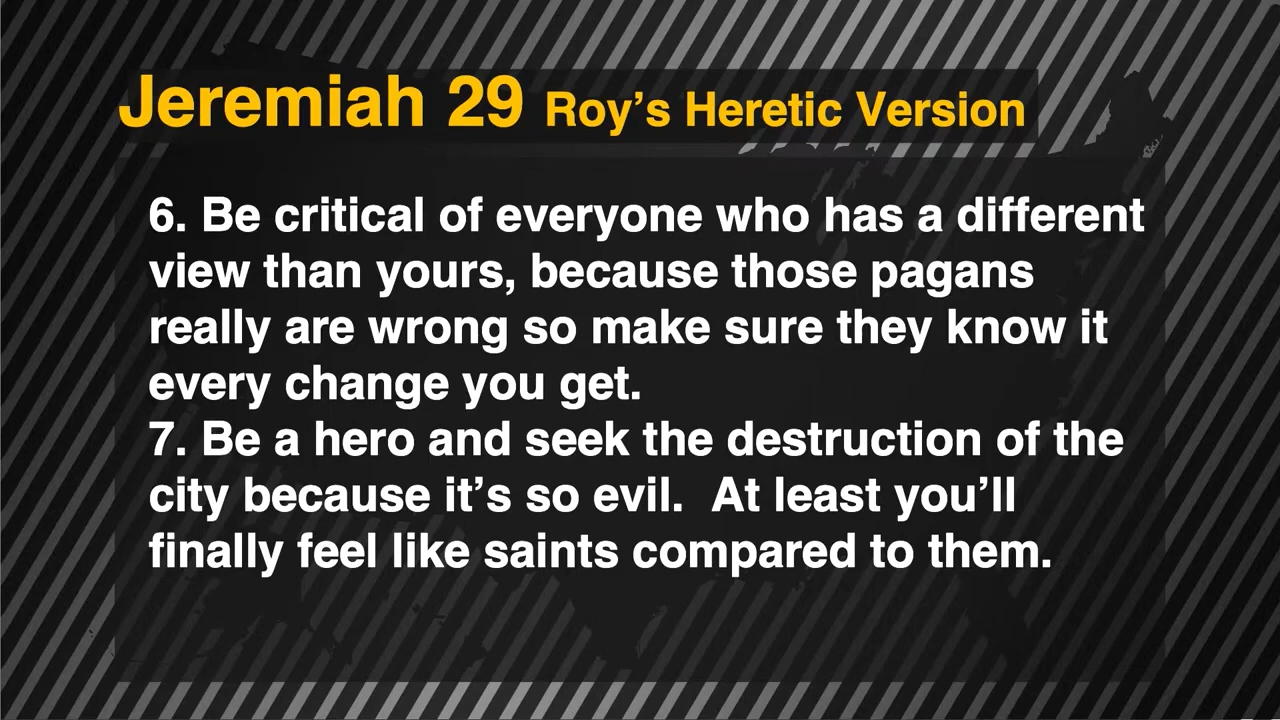 Jeremiah 29 Roy’s Heretic Version
6. Be critical of everyone who has a different
view than yours, because those pagans
really are wrong so make sure they know it
every change you get.
7. Be a hero and seek the destruction of the
city because it’s so evil.  At least you’ll
finally feel like saints compared to them.